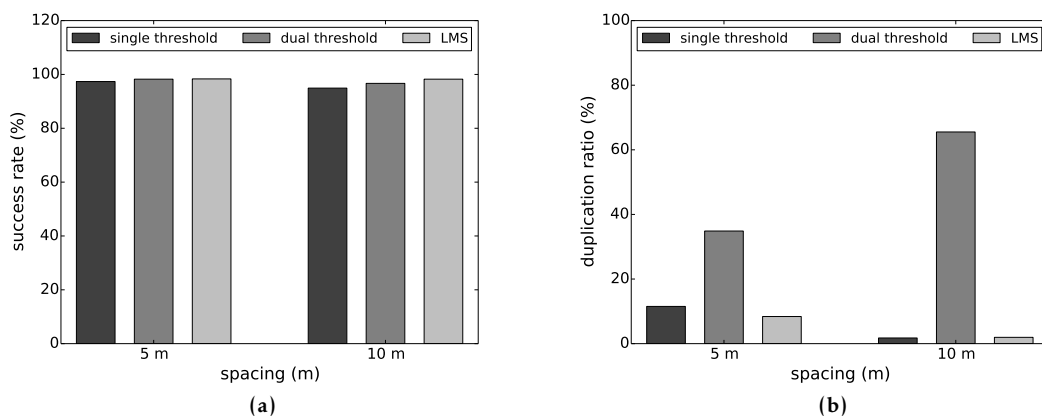 120
100
80
60
40
20
0
success rate (%)
single threshold dual threshold LMS
5 m 10 m
spacing (m)
(a)
100
80
60
40
20
0
duplication ratio (%)
single threshold dual threshold LMS
5 m 10 m
spacing (m)
(b)